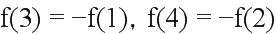 f(3) = −f(1), f(4) = −f(2)